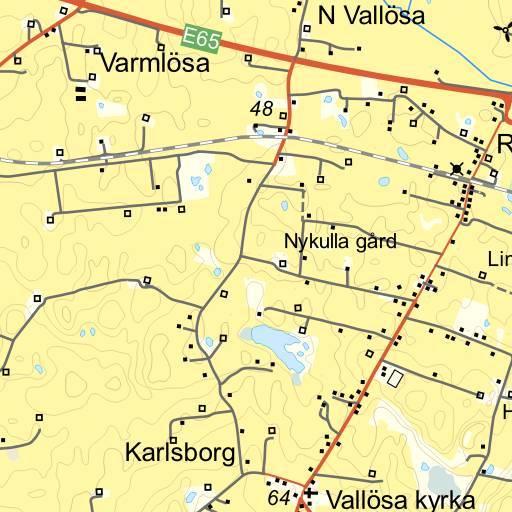 N Vallösa
E65
Varmlösa
48
R
Nykulla gård
Lin
H
Karlsborg
64
Vallösa kyrka